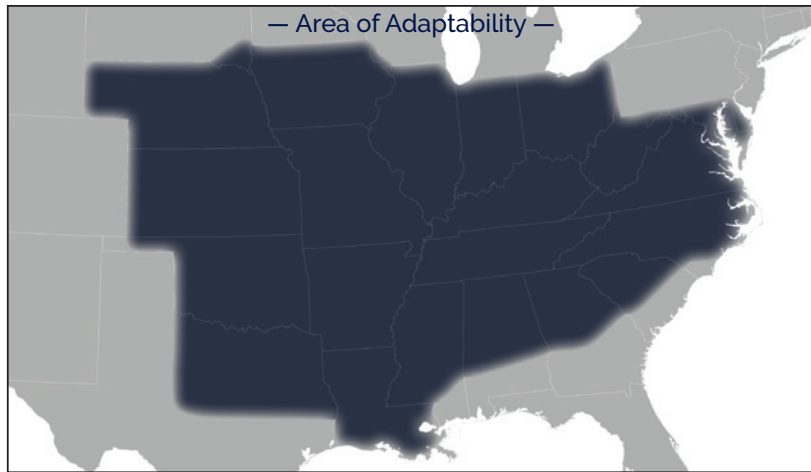 — Area of Adaptability —